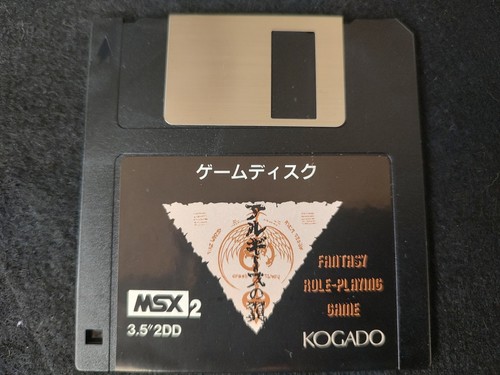 ゲームディスク
アルギースの翼
FANTASY
ROLE-PLAYING
GAME
MSX2
3.5"2DD
KOGADO